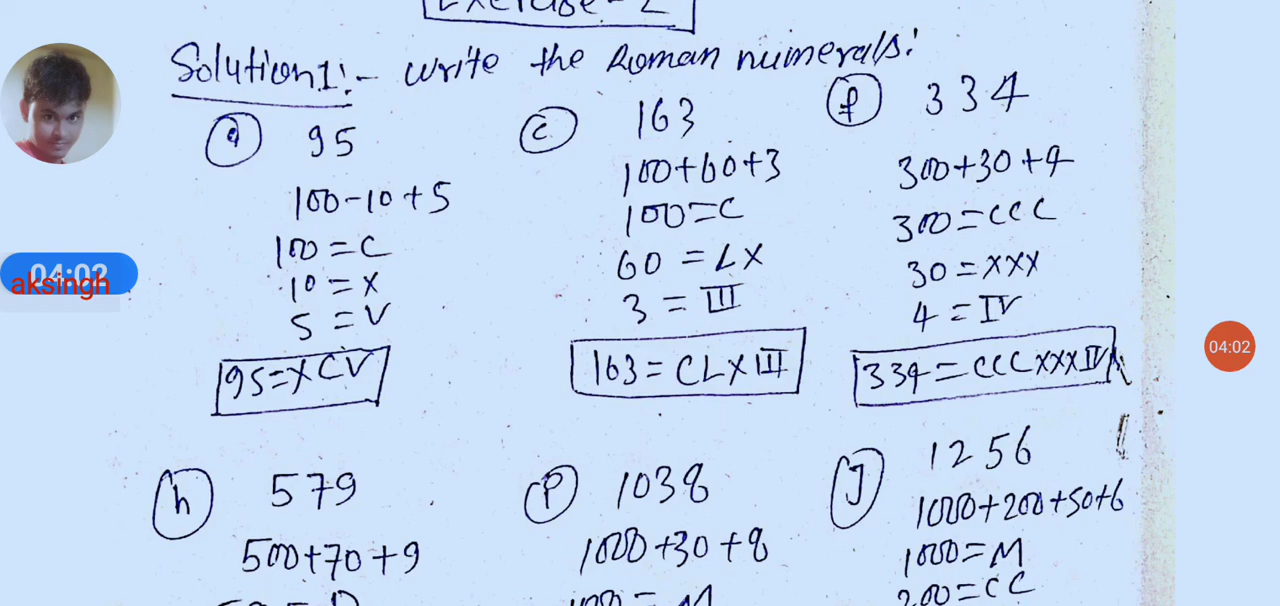 Exercise-2
Solution1:- write the Roman numerals:
a 95
100-10+5
100=C
10=X
5=V
95=XCV
c 163
100+60+3
100=C
60=LX
3=III
163=CLXIII
f 334
300+30+4
300=CCC
30=XXX
4=IV
334=CCCXXXIV
h 579
500+70+9
P 1038
1000+30+8
1000=M
J 1256
1000+200+50+6
1000=M
200=CC
04:02
aksingh
04:02